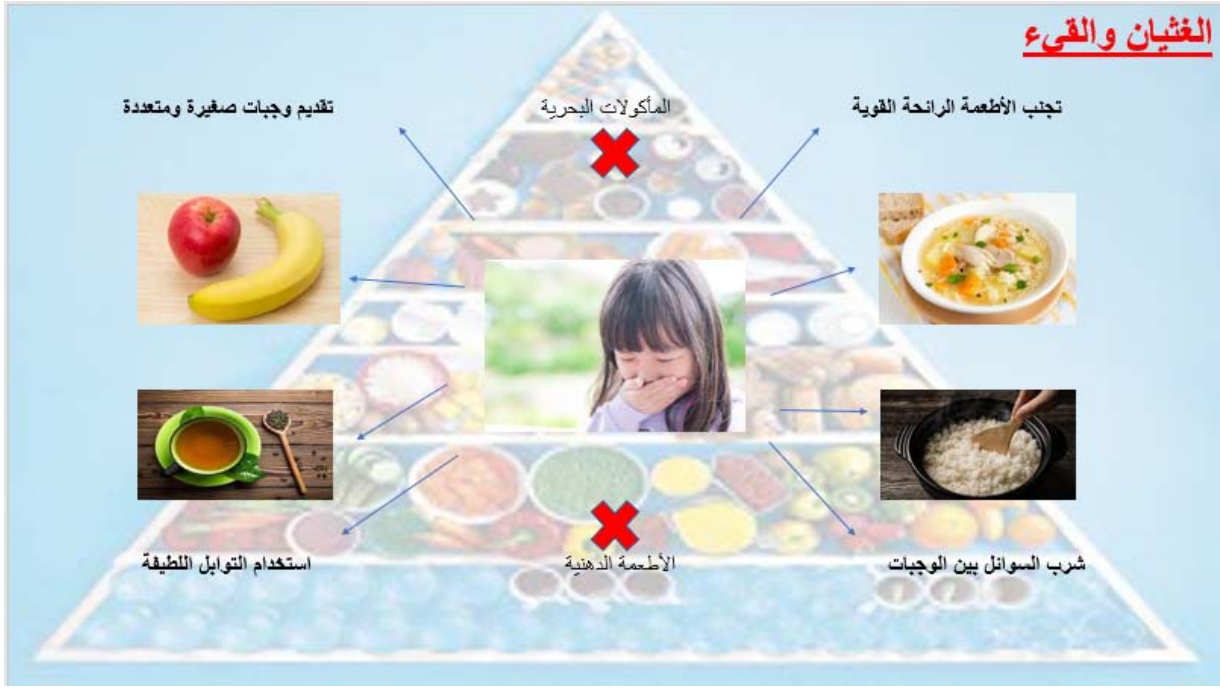 الغثيان والقيء
تجنب الأطعمة الرائحة القوية
المأكولات البحرية
تقديم وجبات صغيرة ومتعددة
شرب السوائل بين الوجبات
الأطعمة الدهنية
استخدام التوابل اللطيفة